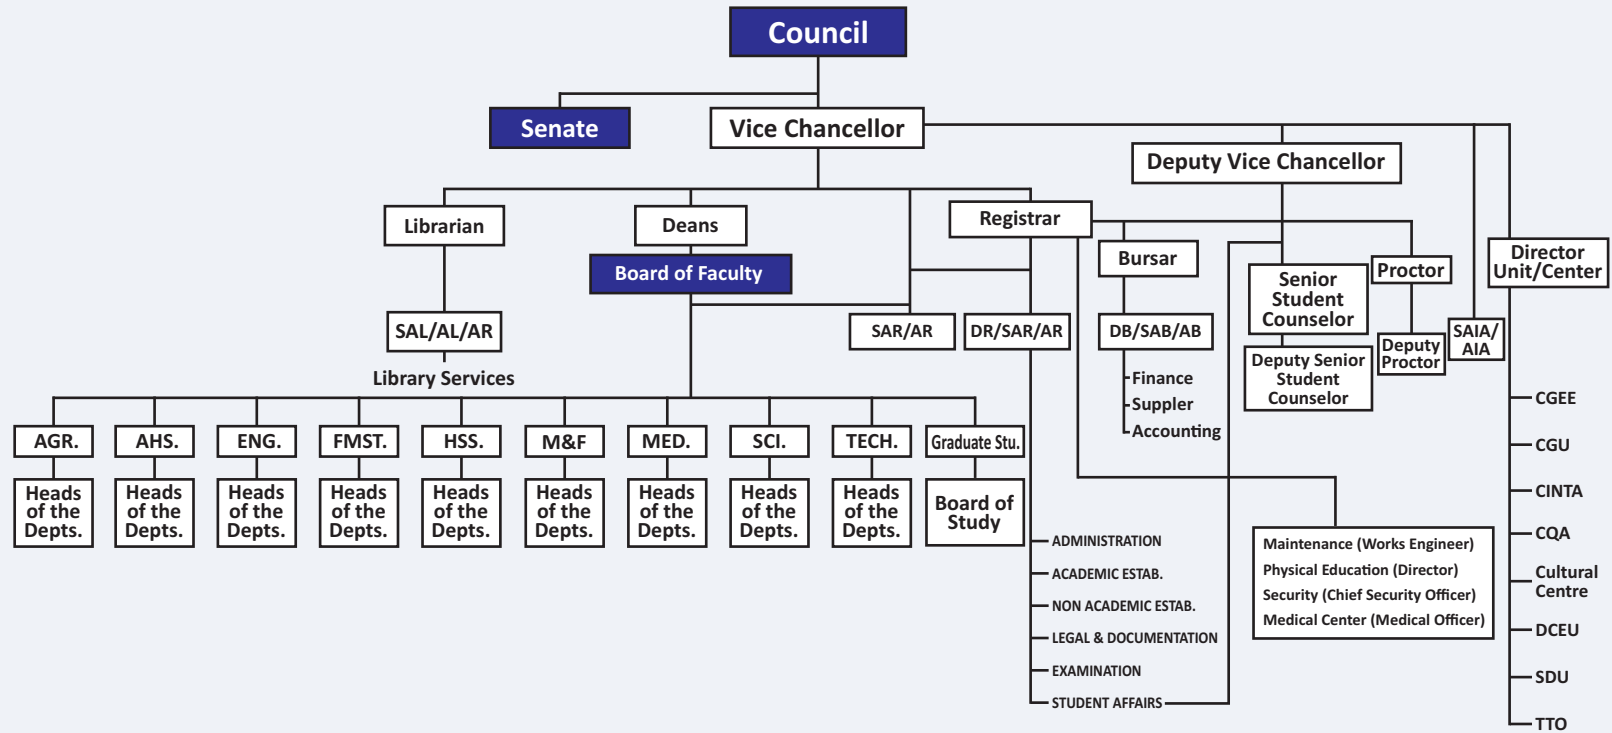 Council
Senate
Vice Chancellor
Deputy Vice Chancellor
Librarian
Deans
Registrar
Board of Faculty
Bursar
Senior
Student
Counselor
Proctor
Director
Unit/Center
SAL/AL/AR
SAR/AR
DR/SAR/AR
DB/SAB/AB
Deputy
Proctor
SAIA/
AIA
Library Services
Finance
Suppler
Accounting
Deputy Senior
Student
Counselor
AGR.
AHS.
ENG.
FMST.
HSS.
M&F
MED.
SCI.
TECH.
Graduate Stu.
Heads
of the
Depts.
Heads
of the
Depts.
Heads
of the
Depts.
Heads
of the
Depts.
Heads
of the
Depts.
Heads
of the
Depts.
Heads
of the
Depts.
Heads
of the
Depts.
Heads
of the
Depts.
Board of
Study
ADMINISTRATION
ACADEMIC ESTAB.
NON ACADEMIC ESTAB.
LEGAL & DOCUMENTATION
EXAMINATION
STUDENT AFFAIRS
Maintenance (Works Engineer)
Physical Education (Director)
Security (Chief Security Officer)
Medical Center (Medical Officer)
CGEE
CGU
CINTA
CQA
Cultural
Centre
DCEU
SDU
TTO